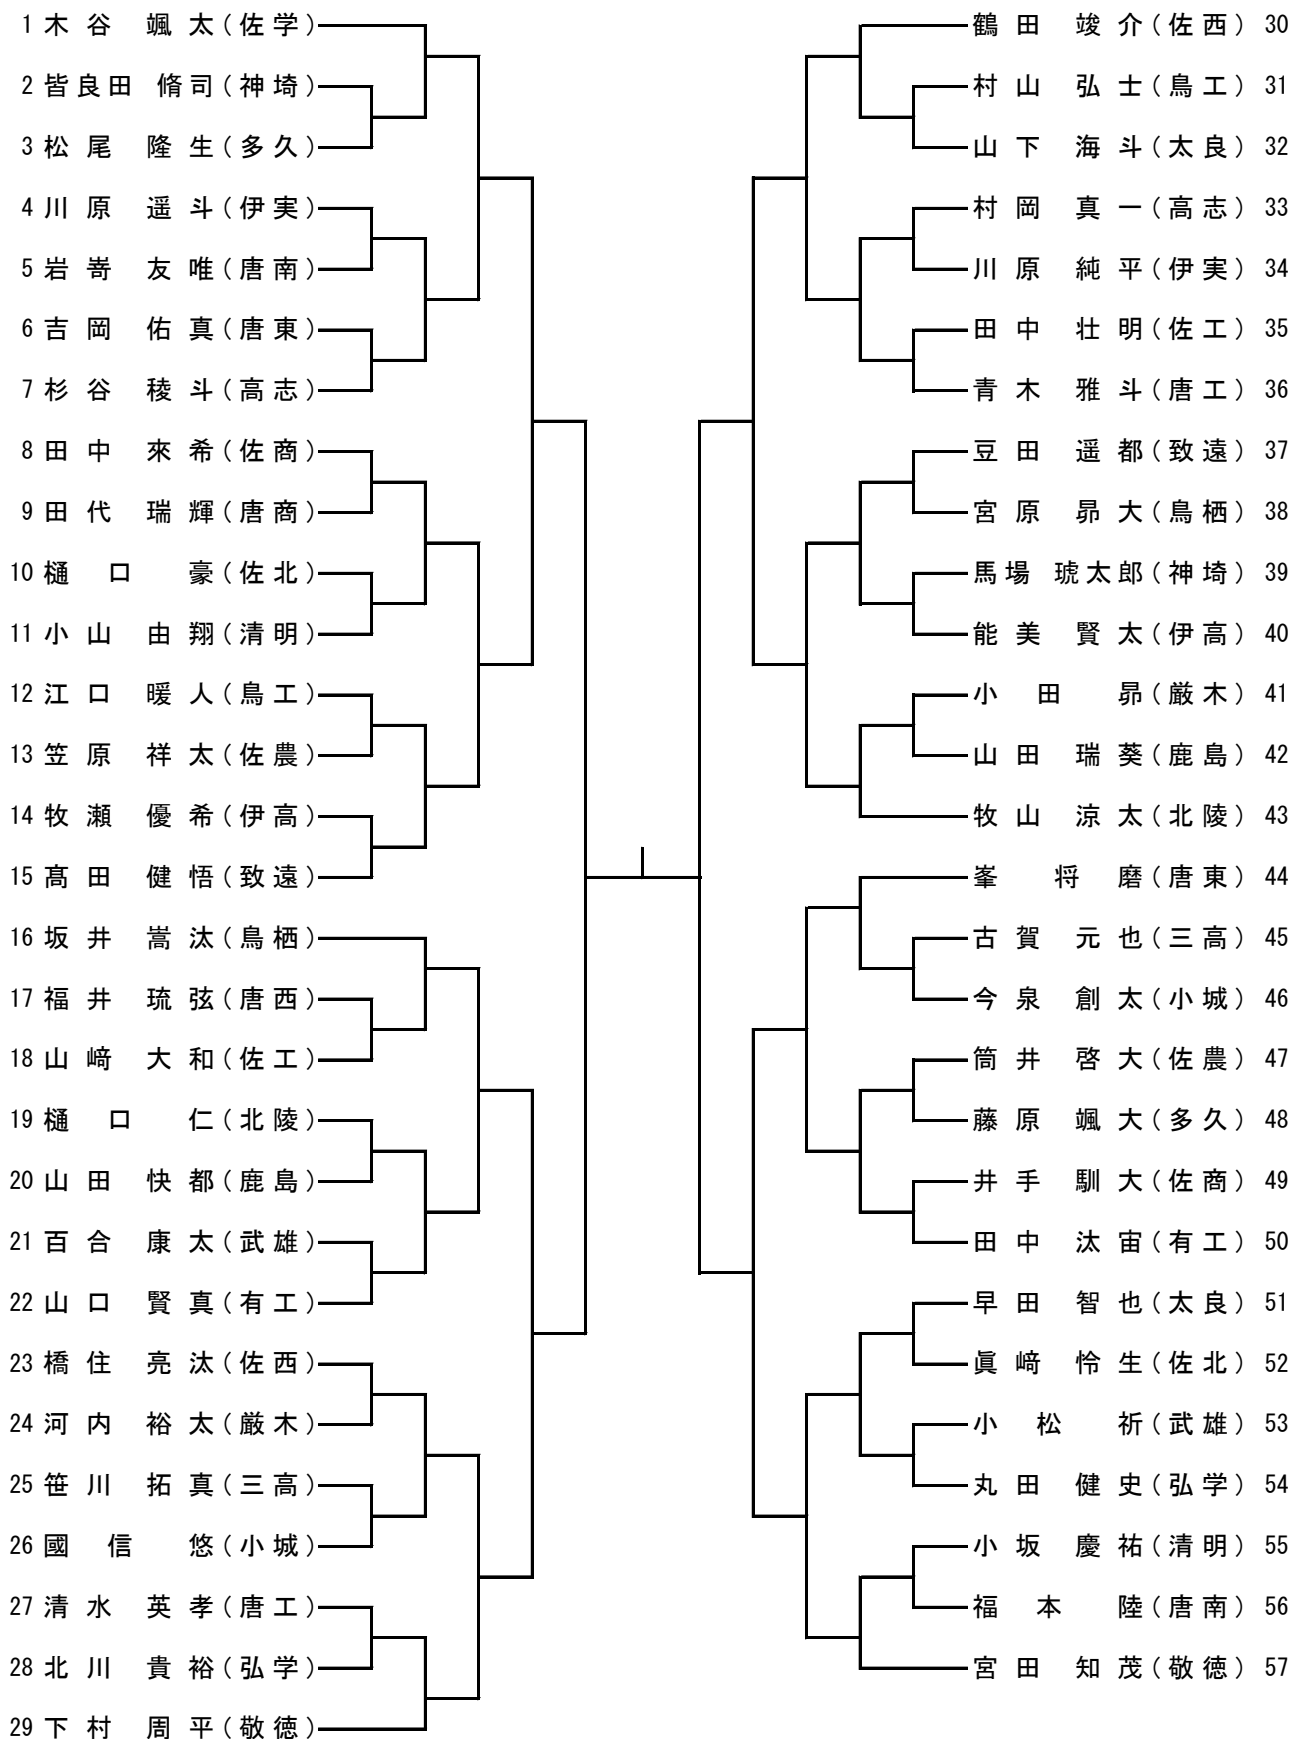 1 木谷 颯太(佐学)
2 皆良田 脩司(神埼)
3 松尾 隆生(多久)
4 川原 遥斗(伊実)
5 岩嵜 友唯(唐南)
6 吉岡 佑真(唐東)
7 杉谷 稜斗(高志)
8 田中 來希(佐商)
9 田代 瑞輝(唐商)
10 樋口 豪(佐北)
11 小山 由翔(清明)
12 江口 暖人(鳥工)
13 笠原 祥太(佐農)
14 牧瀬 優希(伊高)
15 髙田 健悟(致遠)
16 坂井 嵩汰(鳥栖)
17 福井 琉弦(唐西)
18 山﨑 大和(佐工)
19 樋口 仁(北陵)
20 山田 快都(鹿島)
21 百合 康太(武雄)
22 山口 賢真(有工)
23 橋住 亮汰(佐西)
24 河内 裕太(厳木)
25 笹川 拓真(三高)
26 國信 悠(小城)
27 清水 英孝(唐工)
28 北川 貴裕(弘学)
29 下村 周平(敬徳)
鶴田 竣介(佐西) 30
村山 弘士(鳥工) 31
山下 海斗(太良) 32
村岡 真一(高志) 33
川原 純平(伊実) 34
田中 壮明(佐工) 35
青木 雅斗(唐工) 36
豆田 遥都(致遠) 37
宮原 昴大(鳥栖) 38
馬場 琥太郎(神埼) 39
能美 賢太(伊高) 40
小田 昴(厳木) 41
山田 瑞葵(鹿島) 42
牧山 涼太(北陵) 43
峯 将磨(唐東) 44
古賀 元也(三高) 45
今泉 創太(小城) 46
筒井 啓大(佐農) 47
藤原 颯大(多久) 48
井手 馴大(佐商) 49
田中 汰宙(有工) 50
早田 智也(太良) 51
眞﨑 怜生(佐北) 52
小松 祈(武雄) 53
丸田 健史(弘学) 54
小坂 慶祐(清明) 55
福本 陸(唐南) 56
宮田 知茂(敬徳) 57